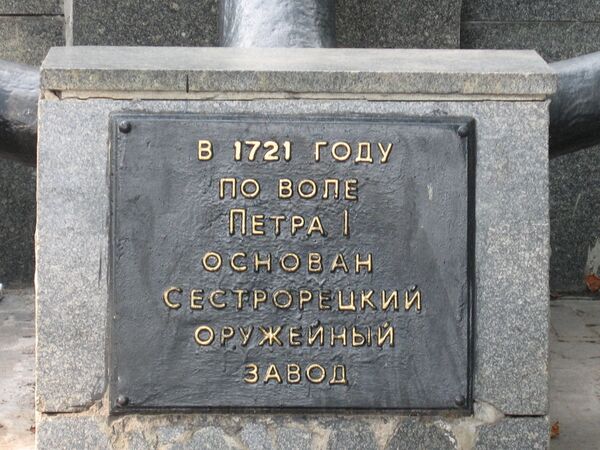 В 1721 ГОДУ
ПО ВОЛЕ
ПЕТРА I
ОСНОВАН
СЕСТРОРЕЦКИЙ
ОРУЖЕЙНЫЙ
ЗАВОД